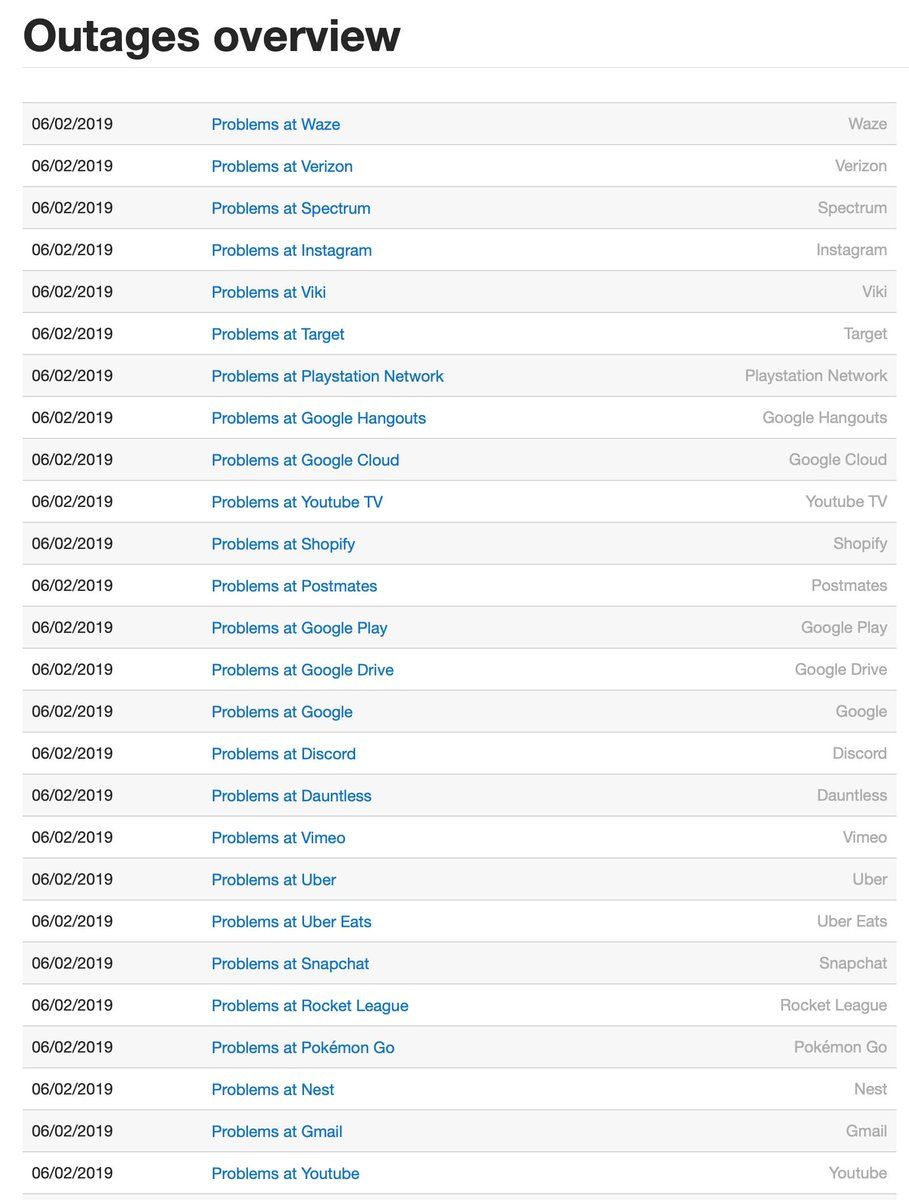 Outages overview
06/02/2019 Problems at Waze Waze
06/02/2019 Problems at Verizon Verizon
06/02/2019 Problems at Spectrum Spectrum
06/02/2019 Problems at Instagram Instagram
06/02/2019 Problems at Viki Viki
06/02/2019 Problems at Target Target
06/02/2019 Problems at Playstation Network Playstation Network
06/02/2019 Problems at Google Hangouts Google Hangouts
06/02/2019 Problems at Google Cloud Google Cloud
06/02/2019 Problems at Youtube TV Youtube TV
06/02/2019 Problems at Shopify Shopify
06/02/2019 Problems at Postmates Postmates
06/02/2019 Problems at Google Play Google Play
06/02/2019 Problems at Google Drive Google Drive
06/02/2019 Problems at Google Google
06/02/2019 Problems at Discord Discord
06/02/2019 Problems at Dauntless Dauntless
06/02/2019 Problems at Vimeo Vimeo
06/02/2019 Problems at Uber Uber
06/02/2019 Problems at Uber Eats Uber Eats
06/02/2019 Problems at Snapchat Snapchat
06/02/2019 Problems at Rocket League Rocket League
06/02/2019 Problems at Pokémon Go Pokémon Go
06/02/2019 Problems at Nest Nest
06/02/2019 Problems at Gmail Gmail
06/02/2019 Problems at Youtube Youtube